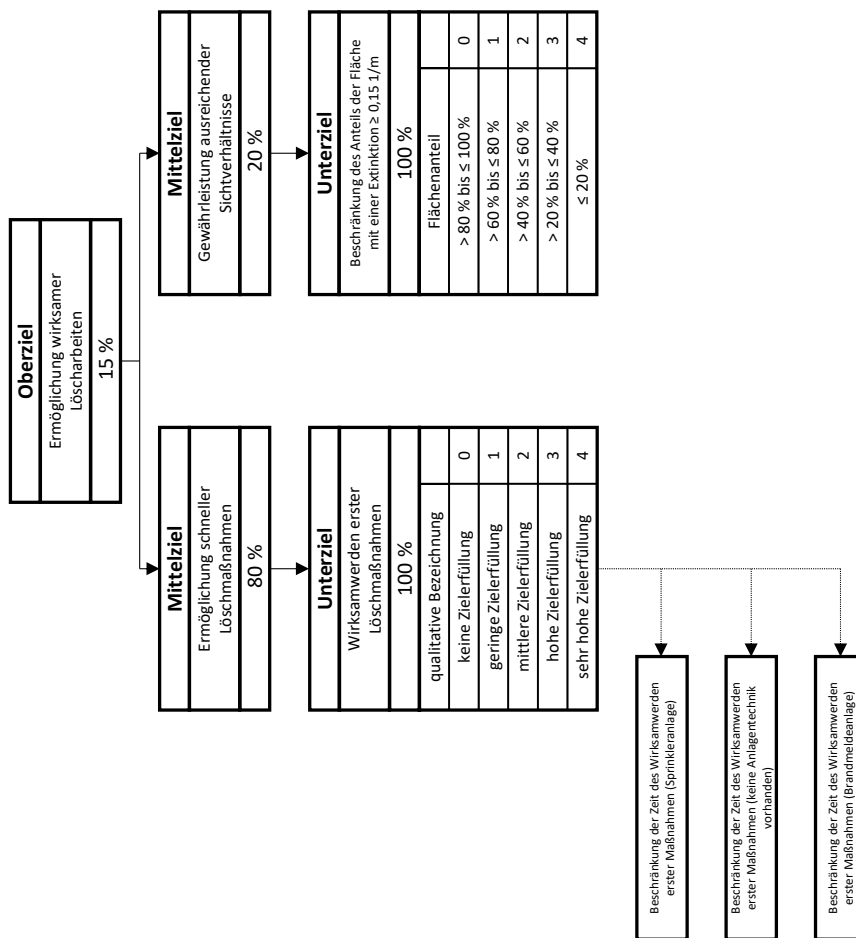 Oberziel
Ermöglichung wirksamer
Löscharbeiten
15 %
Mittelziel
Ermöglichung schneller
Löschmaßnahmen
80 %
Mittelziel
Gewährleistung ausreichender
Sichtverhältnisse
20 %
Unterziel
Wirksamwerden erster
Löschmaßnahmen
100 %
qualitative Bezeichnung
keine Zielerfüllung 0
geringe Zielerfüllung 1
mittlere Zielerfüllung 2
hohe Zielerfüllung 3
sehr hohe Zielerfüllung 4
Unterziel
Beschränkung des Anteils der Fläche
mit einer Extinktion ≥ 0,15 1/m
100 %
Flächenanteil
> 80 % bis ≤ 100 % 0
> 60 % bis ≤ 80 % 1
> 40 % bis ≤ 60 % 2
> 20 % bis ≤ 40 % 3
≤ 20 % 4
Beschränkung der Zeit des Wirksamwerden
erster Maßnahmen (Sprinkleranlage)
Beschränkung der Zeit des Wirksamwerden
erster Maßnahmen (keine Anlagentechnik
vorhanden)
Beschränkung der Zeit des Wirksamwerden
erster Maßnahmen (Brandmeldeanlage)